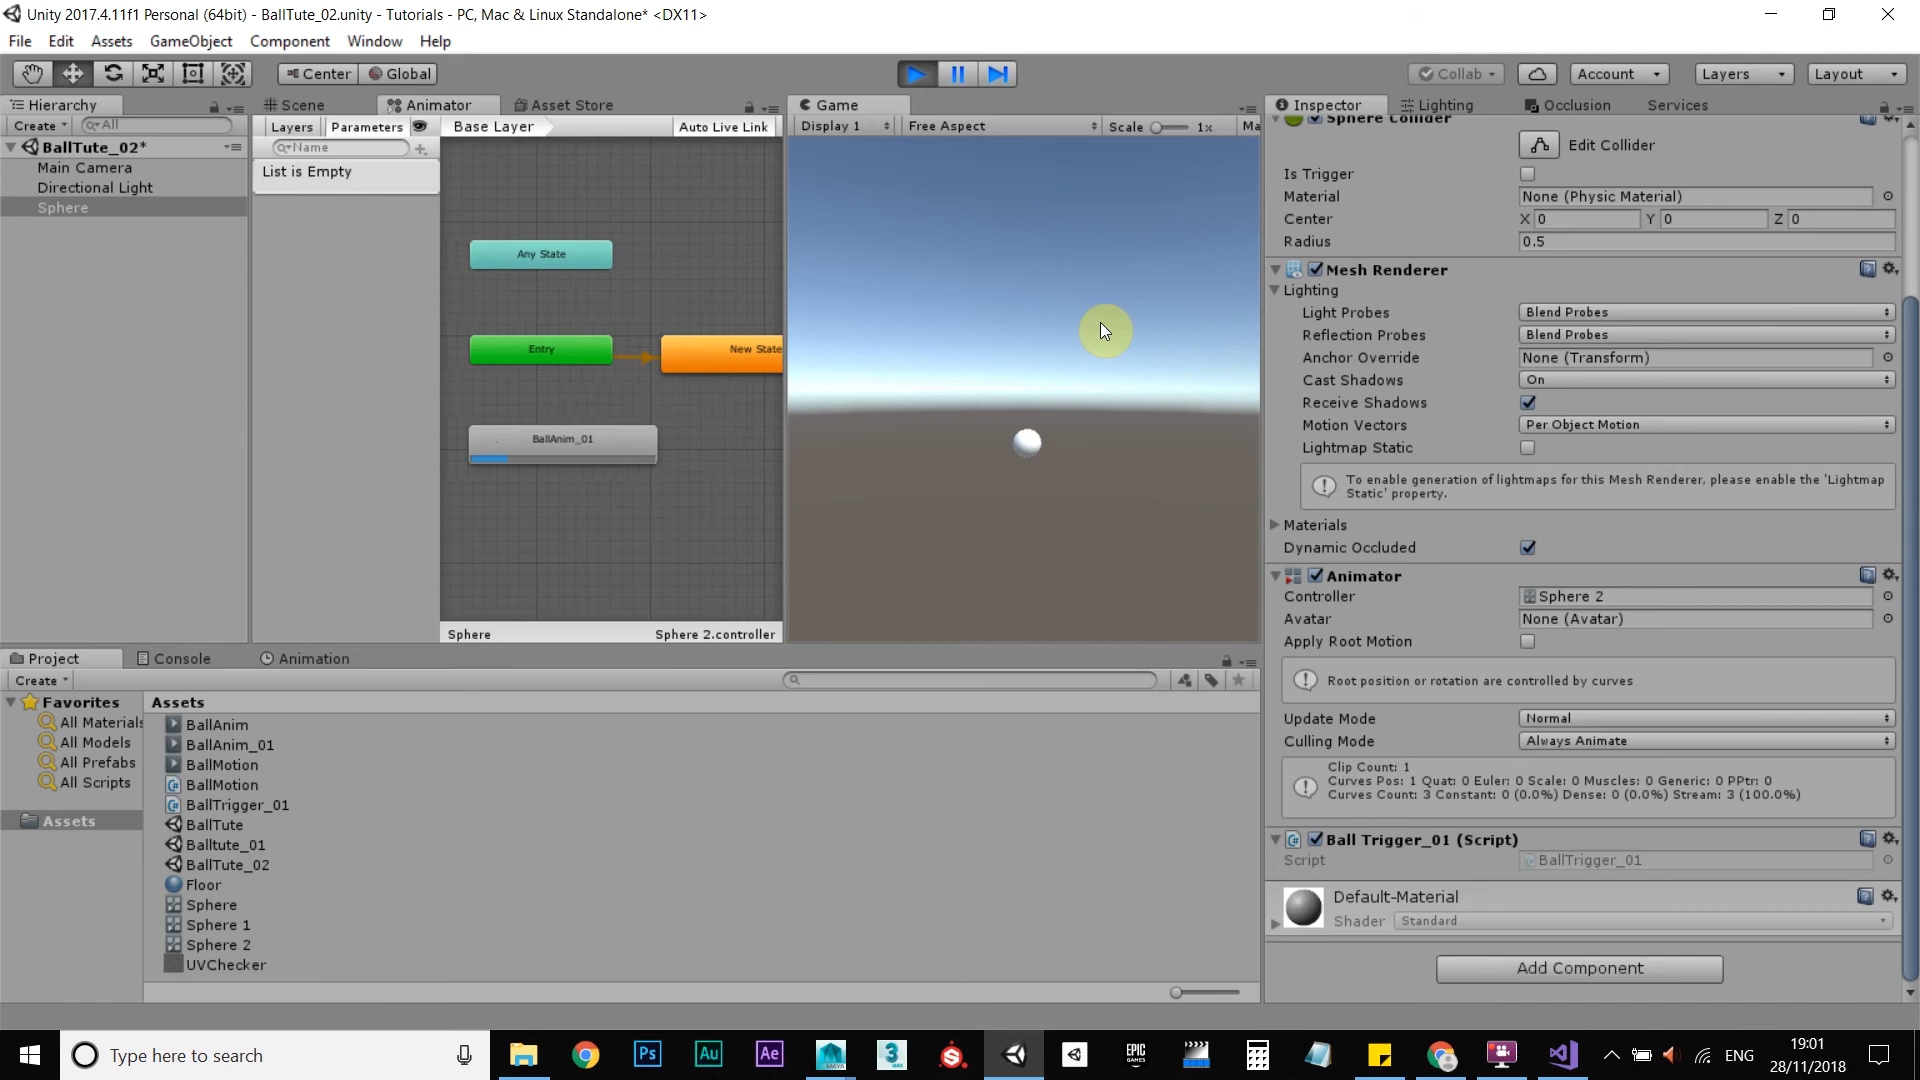 Unity 2017.4.11f1 Personal (64bit) - BallTute_02.unity - Tutorials - PC, Mac & Linux Standalone* <DX11>
File Edit Assets GameObject Component Window Help
Center Global Collab Account Layers Layout
Hierarchy Scene Animator Asset Store Game Inspector Lighting Occlusion Services
Create All Layers Parameters Base Layer Auto Live Link Display 1 Free Aspect Scale 1x Ma
Sphere Collider
BallTute_02* Name
Edit Collider
Main Camera List is Empty
Is Trigger
Directional Light
Material None (Physic Material)
Sphere
Center X 0 Y 0 Z 0
Radius 0.5
Any State
Mesh Renderer
Lighting
Light Probes Blend Probes
Reflection Probes Blend Probes
Entry New State
Anchor Override None (Transform)
Cast Shadows On
Receive Shadows
Motion Vectors Per Object Motion
BallAnim_01
Lightmap Static
To enable generation of lightmaps for this Mesh Renderer, please enable the 'Lightmap
Static' property.
Materials
Dynamic Occluded
Animator
Controller Sphere 2
Avatar None (Avatar)
Sphere Sphere 2.controller
Apply Root Motion
Project Console Animation
Create
Root position or rotation are controlled by curves
Favorites Assets
All Materials BallAnim
Update Mode Normal
All Models BallAnim_01
Culling Mode Always Animate
All Prefabs BallMotion
Clip Count: 1
All Scripts BallMotion
Curves Pos: 1 Quat: 0 Euler: 0 Scale: 0 Muscles: 0 Generic: 0 PPtr: 0
Curves Count: 3 Constant: 0 (0.0%) Dense: 0 (0.0%) Stream: 3 (100.0%)
BallTrigger_01
Assets BallTute
Ball Trigger_01 (Script)
Balltute_01
Script BallTrigger_01
BallTute_02
Floor
Default-Material
Sphere
Shader Standard
Sphere 1
Sphere 2
UVChecker
Add Component
Type here to search
Ps Au Ae MAYA 3 MAX EPIC GAMES
ENG 19:01
28/11/2018